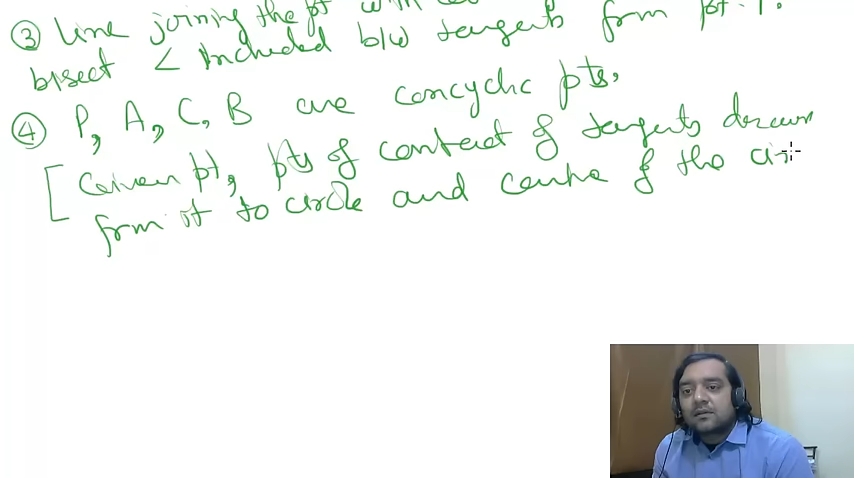 ③ Line joining the pt with
bisect < included b/w tangents from pt. P.
④ P, A, C, B are concyclic pts.
[ Given pt, pts of contact of tangents drawn
from it to circle and centre of the cir